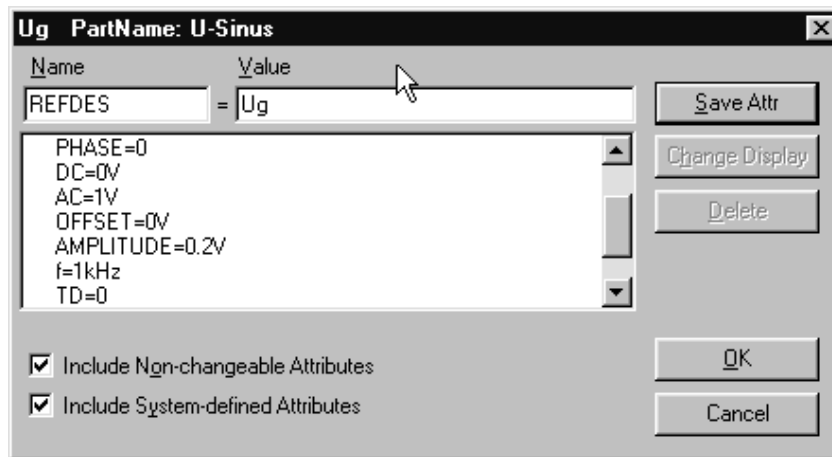 Ug PartName: U-Sinus
Name Value
REFDES = Ug
Save Attr
PHASE=0
DC=0V
AC=1V
OFFSET=0V
AMPLITUDE=0.2V
f=1kHz
TD=0
Change Display
Delete
Include Non-changeable Attributes
Include System-defined Attributes
OK
Cancel